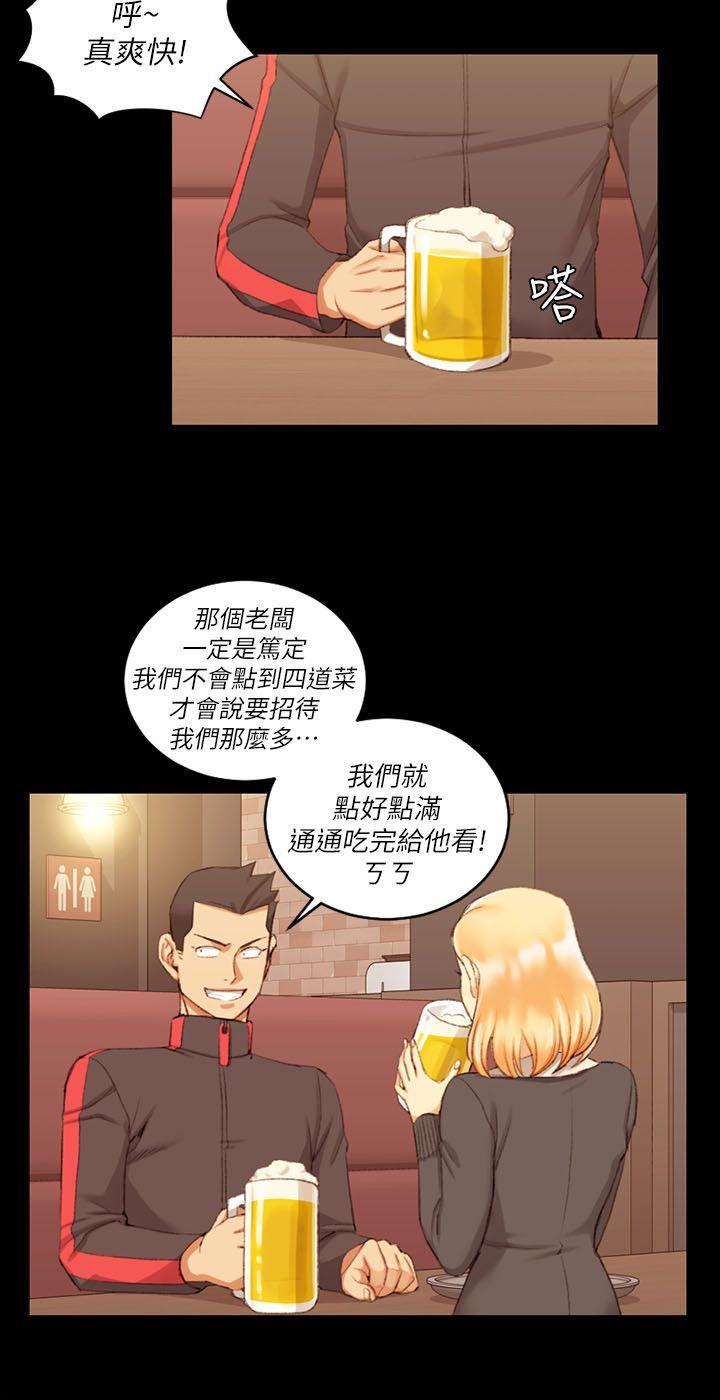 呼~
真爽快!
嗒
那個老闆
一定是篤定
我們不會點到四道菜
才會說要招待
我們那麼多…
我們就
點好點滿
通通吃完給他看!
ㄎㄎ